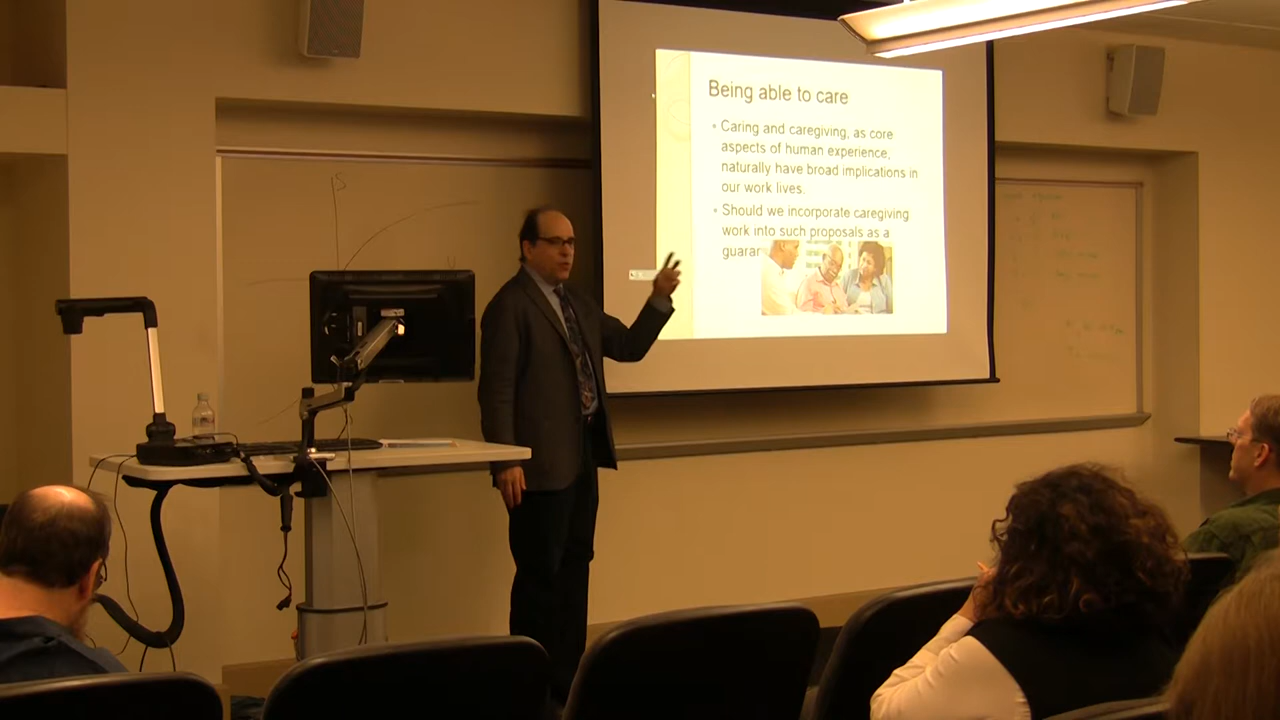 Being able to care
• Caring and caregiving, as core
aspects of human experience,
naturally have broad implications in
our work lives.
• Should we incorporate caregiving
work into such proposals as a
guaran